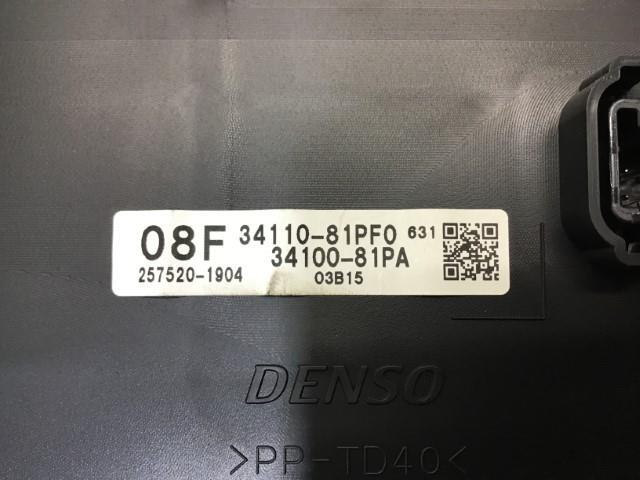 08F 34110-81PF0 631
34100-81PA
257520-1904 03B15
DENSO
>PP-TD40<